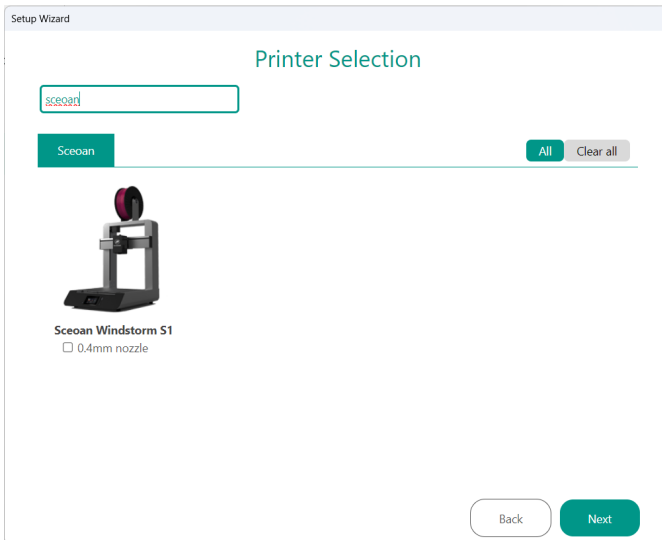 Setup Wizard
Printer Selection
sceoan
Sceoan
All
Clear all
Sceoan Windstorm S1
0.4mm nozzle
Back
Next